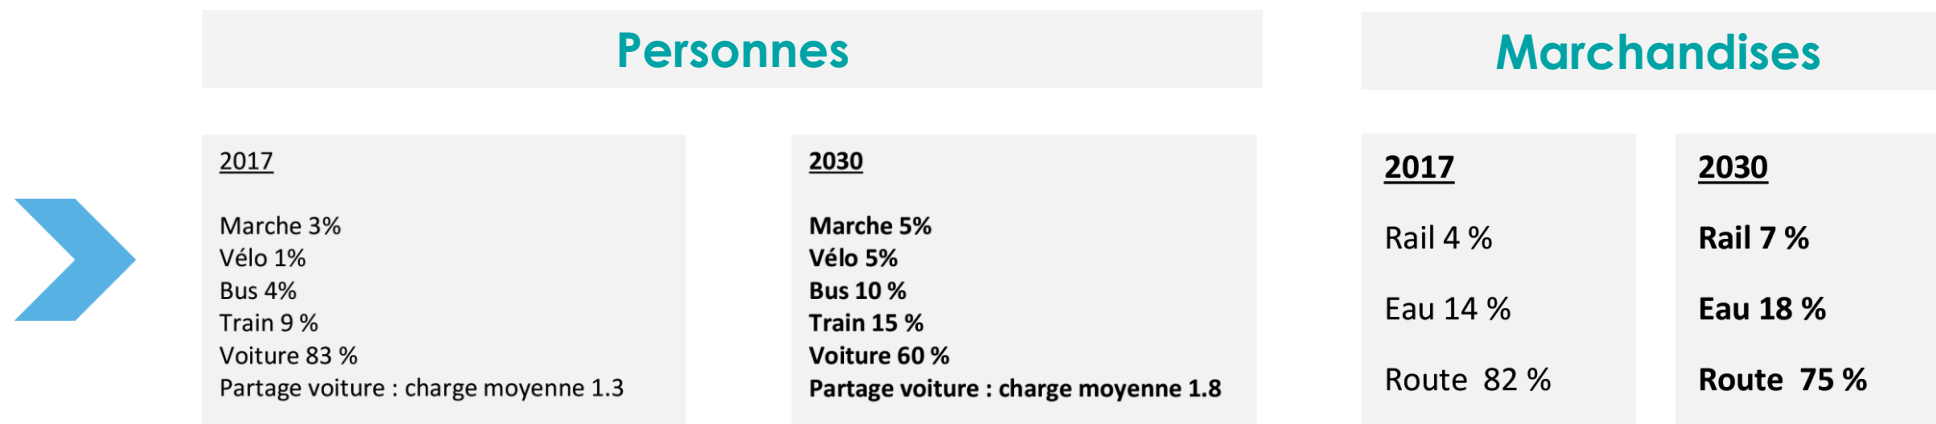 Personnes
2017
Marche 3%
Vélo 1%
Bus 4%
Train 9 %
Voiture 83 %
Partage voiture : charge moyenne 1.3
2030
Marche 5%
Vélo 5%
Bus 10 %
Train 15 %
Voiture 60 %
Partage voiture : charge moyenne 1.8
Marchandises
2017
Rail 4 %
Eau 14 %
Route 82 %
2030
Rail 7 %
Eau 18 %
Route 75 %